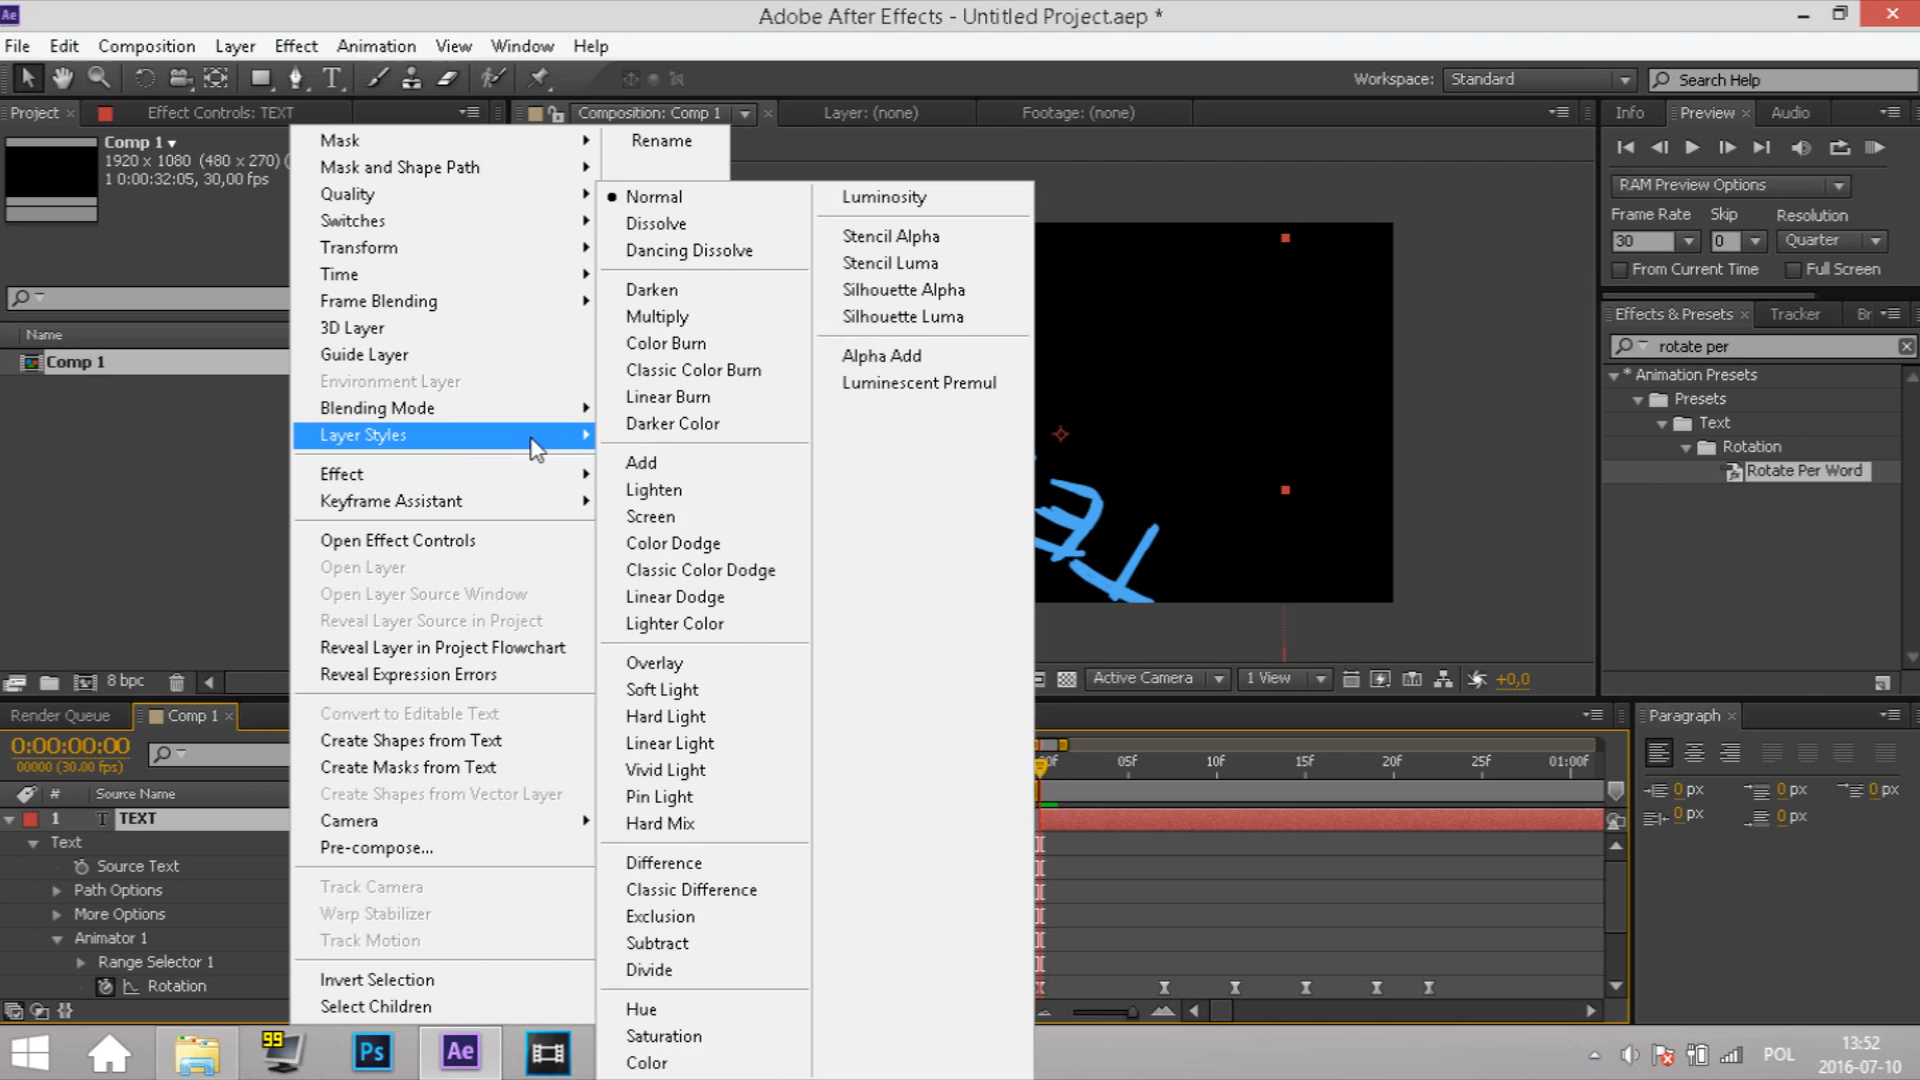 Ae
Adobe After Effects - Untitled Project.aep *
File Edit Composition Layer Effect Animation View Window Help
Workspace: Standard
Search Help
Project
Effect Controls: TEXT
Composition: Comp 1
Layer: (none)
Footage: (none)
Info
Preview
Audio
Comp 1
1920 x 1080 (480 x 270) (
1 0:00:32:05, 30,00 fps
Name
Comp 1
Mask
Mask and Shape Path
Quality
Switches
Transform
Time
Frame Blending
3D Layer
Guide Layer
Environment Layer
Blending Mode
Layer Styles
Effect
Keyframe Assistant
Open Effect Controls
Open Layer
Open Layer Source Window
Reveal Layer Source in Project
Reveal Layer in Project Flowchart
Reveal Expression Errors
Convert to Editable Text
Create Shapes from Text
Create Masks from Text
Create Shapes from Vector Layer
Camera
Pre-compose...
Track Camera
Warp Stabilizer
Track Motion
Invert Selection
Select Children
Rename
Normal
Dissolve
Dancing Dissolve
Darken
Multiply
Color Burn
Classic Color Burn
Linear Burn
Darker Color
Add
Lighten
Screen
Color Dodge
Classic Color Dodge
Linear Dodge
Lighter Color
Overlay
Soft Light
Hard Light
Linear Light
Vivid Light
Pin Light
Hard Mix
Difference
Classic Difference
Exclusion
Subtract
Divide
Hue
Saturation
Color
Luminosity
Stencil Alpha
Stencil Luma
Silhouette Alpha
Silhouette Luma
Alpha Add
Luminescent Premul
RAM Preview Options
Frame Rate Skip Resolution
30 0 Quarter
From Current Time Full Screen
Effects & Presets
Tracker
Br
rotate per
* Animation Presets
Presets
Text
Rotation
Rotate Per Word
8 bpc
Active Camera
1 View
+0,0
Render Queue
Comp 1
0:00:00:00
00000 (30.00 fps)
# Source Name
1 T TEXT
Text
Source Text
Path Options
More Options
Animator 1
Range Selector 1
Rotation
05f 10f 15f 20f 25f 01:00f
Paragraph
0 px 0 px 0 px
0 px 0 px
99
Ps
Ae
POL
13:52
2016-07-10